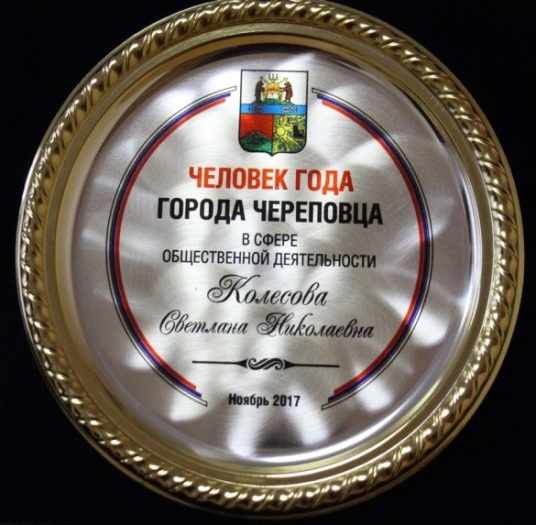 ЧЕЛОВЕК ГОДА
ГОРОДА ЧЕРЕПОВЦА
В СФЕРЕ
ОБЩЕСТВЕННОЙ ДЕЯТЕЛЬНОСТИ
Колесова
Светлана Николаевна
Ноябрь 2017